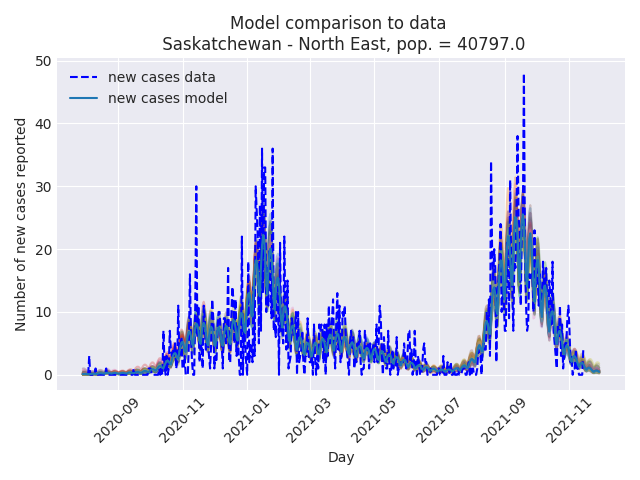 Model comparison to data
Saskatchewan - North East, pop. = 40797.0
new cases data
new cases model
Number of new cases reported
50
40
30
20
10
0
2020-09
2020-11
2021-01
2021-03
2021-05
2021-07
2021-09
2021-11
Day